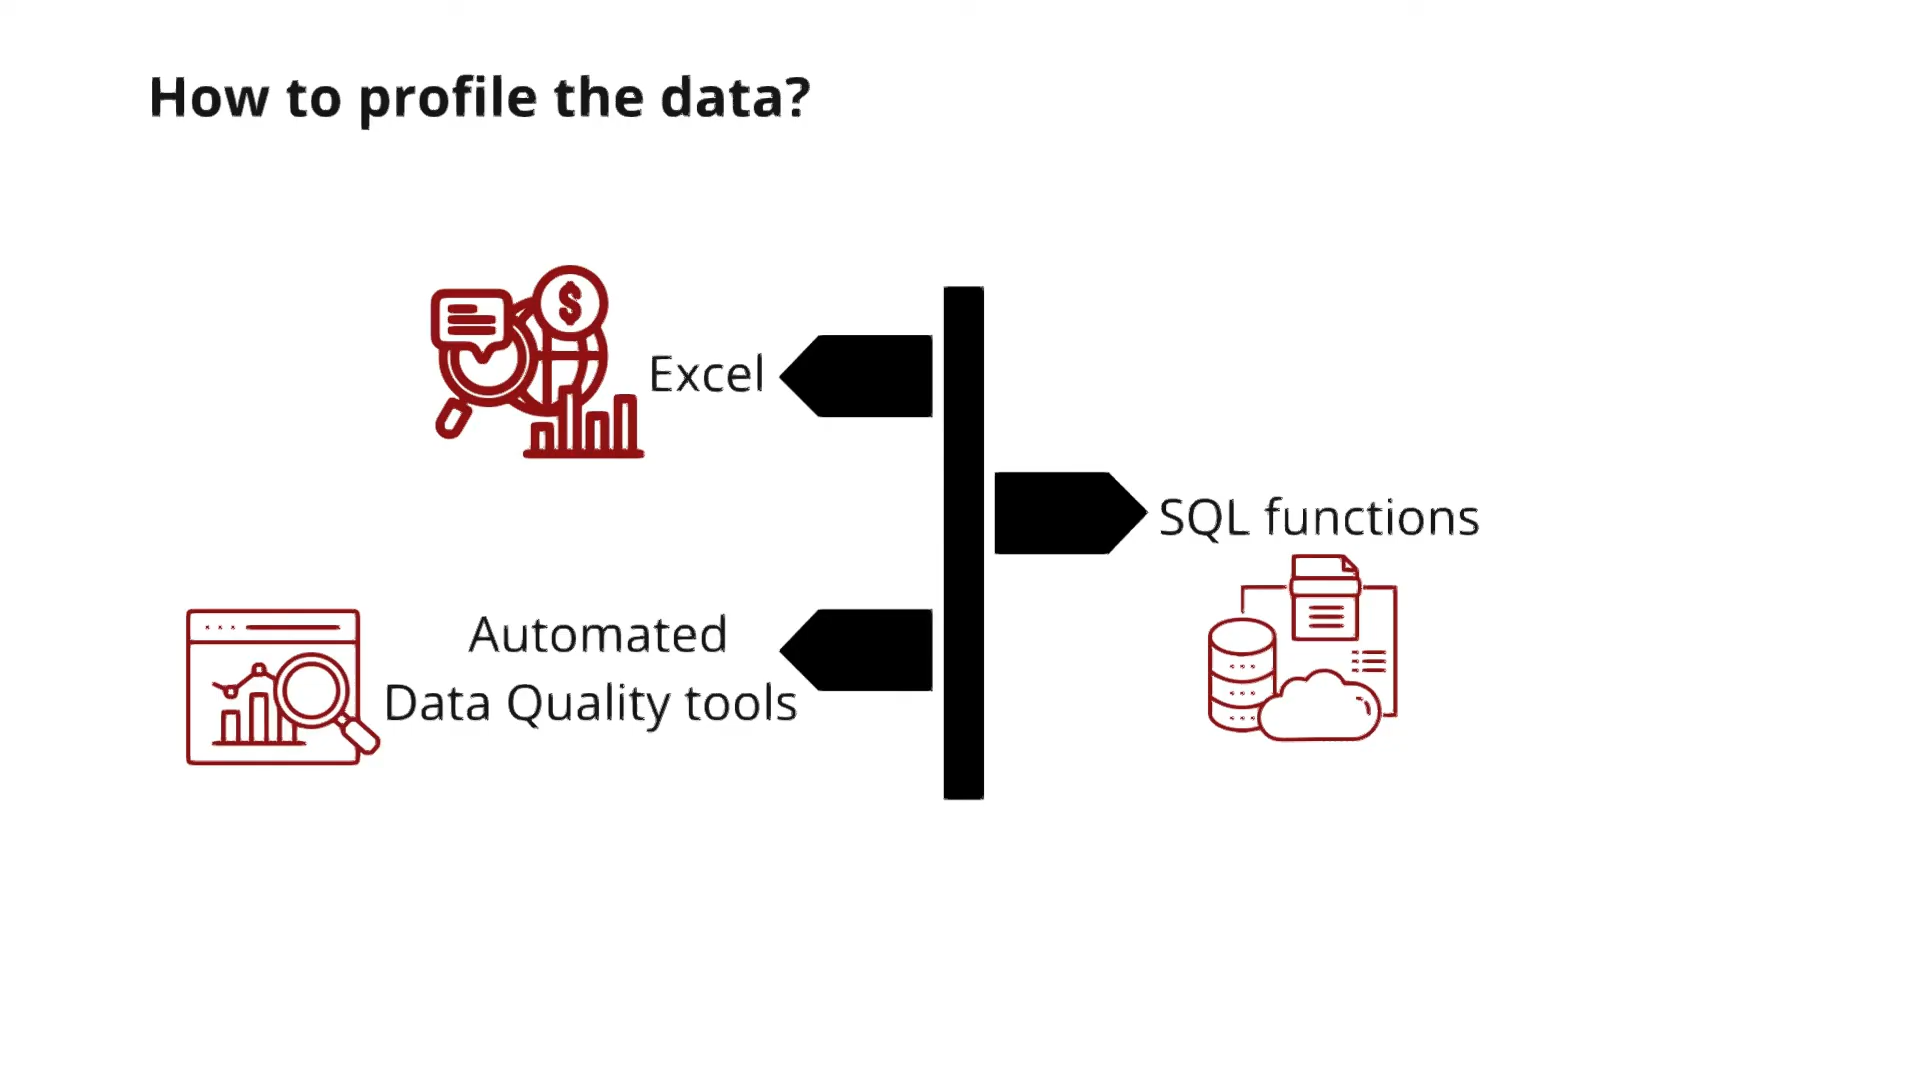 How to profile the data?
Excel
SQL functions
Automated
Data Quality tools